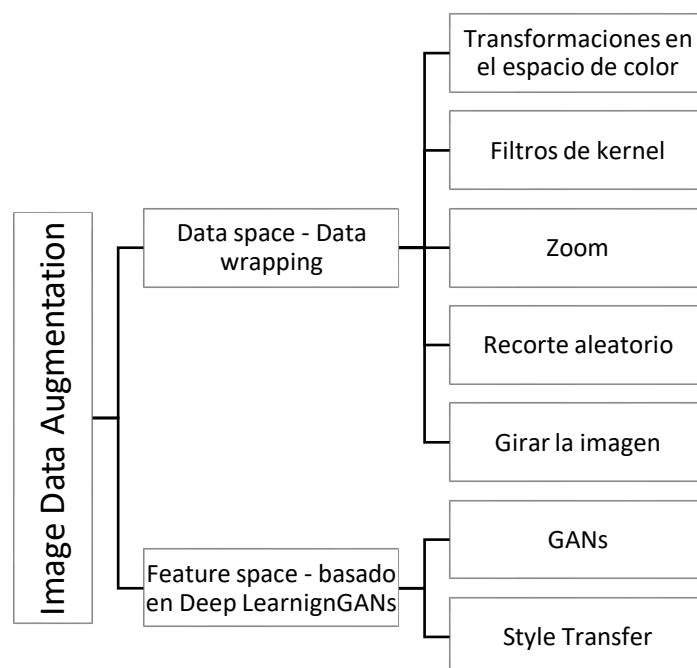 Image Data Augmentation
Data space - Data
wrapping
Transformaciones en
el espacio de color
Filtros de kernel
Zoom
Recorte aleatorio
Girar la imagen
Feature space - basado
en Deep LearnignGANs
GANs
Style Transfer